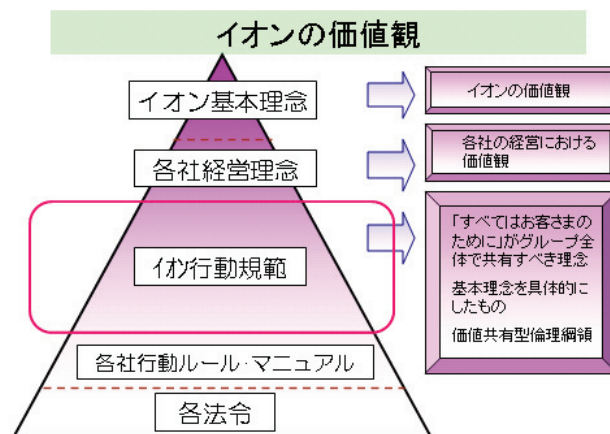 イオンの価値観
イオン基本理念
イオンの価値観
各社経営理念
各社の経営における
価値観
イオン行動規範
「すべてはお客さまの
ために」がグループ全
体で共有すべき理念
基本理念を具体的に
したもの
価値共有型倫理綱領
各社行動ルール・マニュアル
各法令